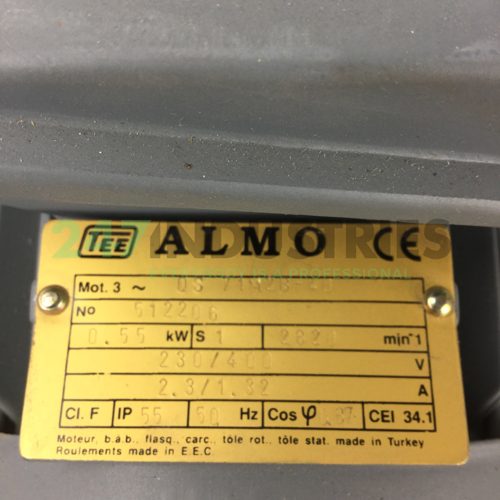 TEE ALMO CE
Mot. 3 ~
No 512206
0.55 kW S 1 2820 min-1
230/400 V
2.3/1.32 A
Cl. F IP 55 50 Hz Cos φ CEI 34.1
Moteur, b.a.b., flasq., carc., tôle rot., tôle stat. made in Turkey
Roulements made in E.E.C.